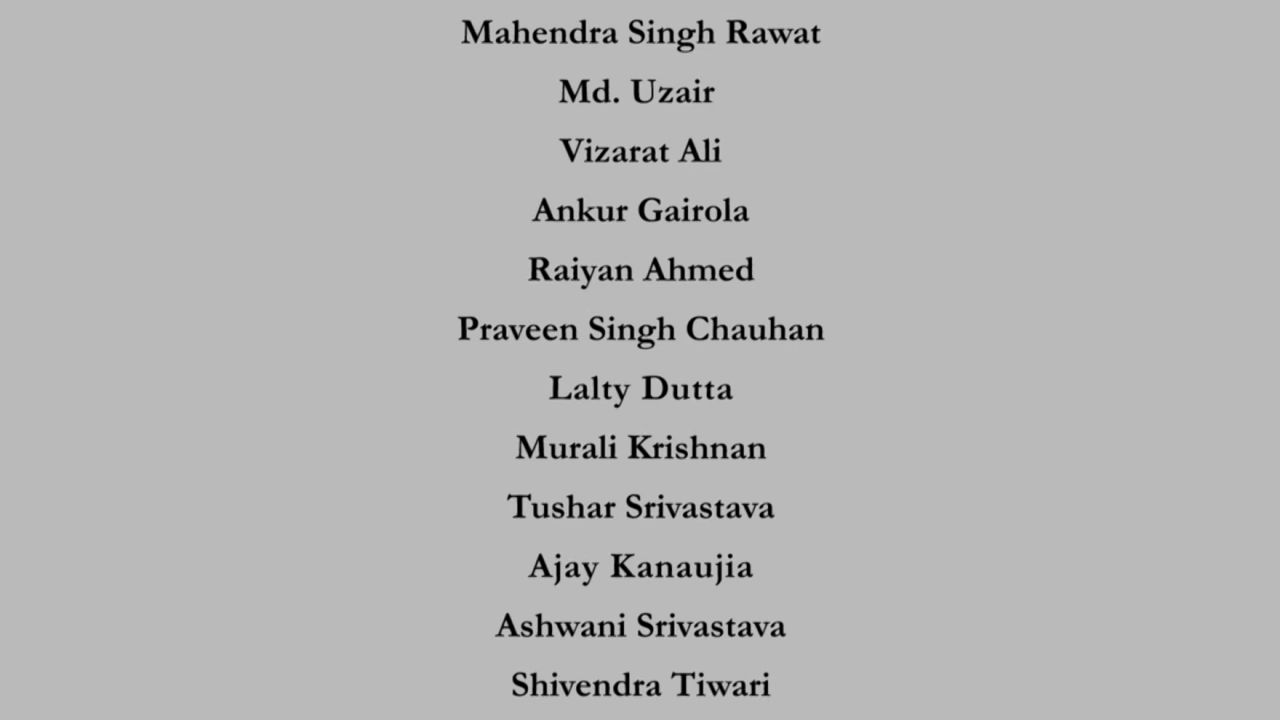 Mahendra Singh Rawat
Md. Uzair
Vizarat Ali
Ankur Gairola
Raiyan Ahmed
Praveen Singh Chauhan
Lalty Dutta
Murali Krishnan
Tushar Srivastava
Ajay Kanaujia
Ashwani Srivastava
Shivendra Tiwari